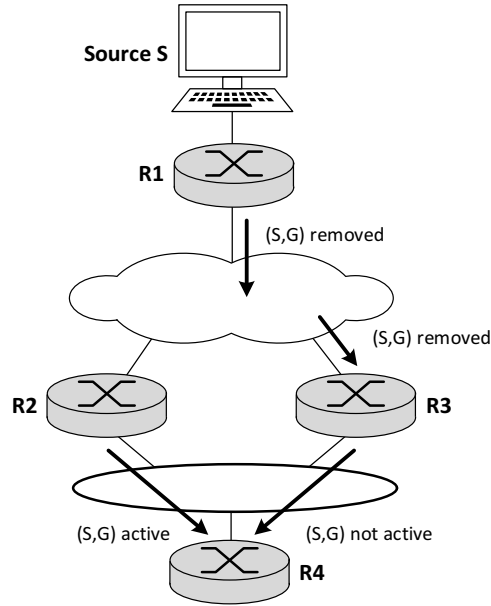 Source S
R1
(S,G) removed
(S,G) removed
R2
R3
(S,G) active
(S,G) not active
R4